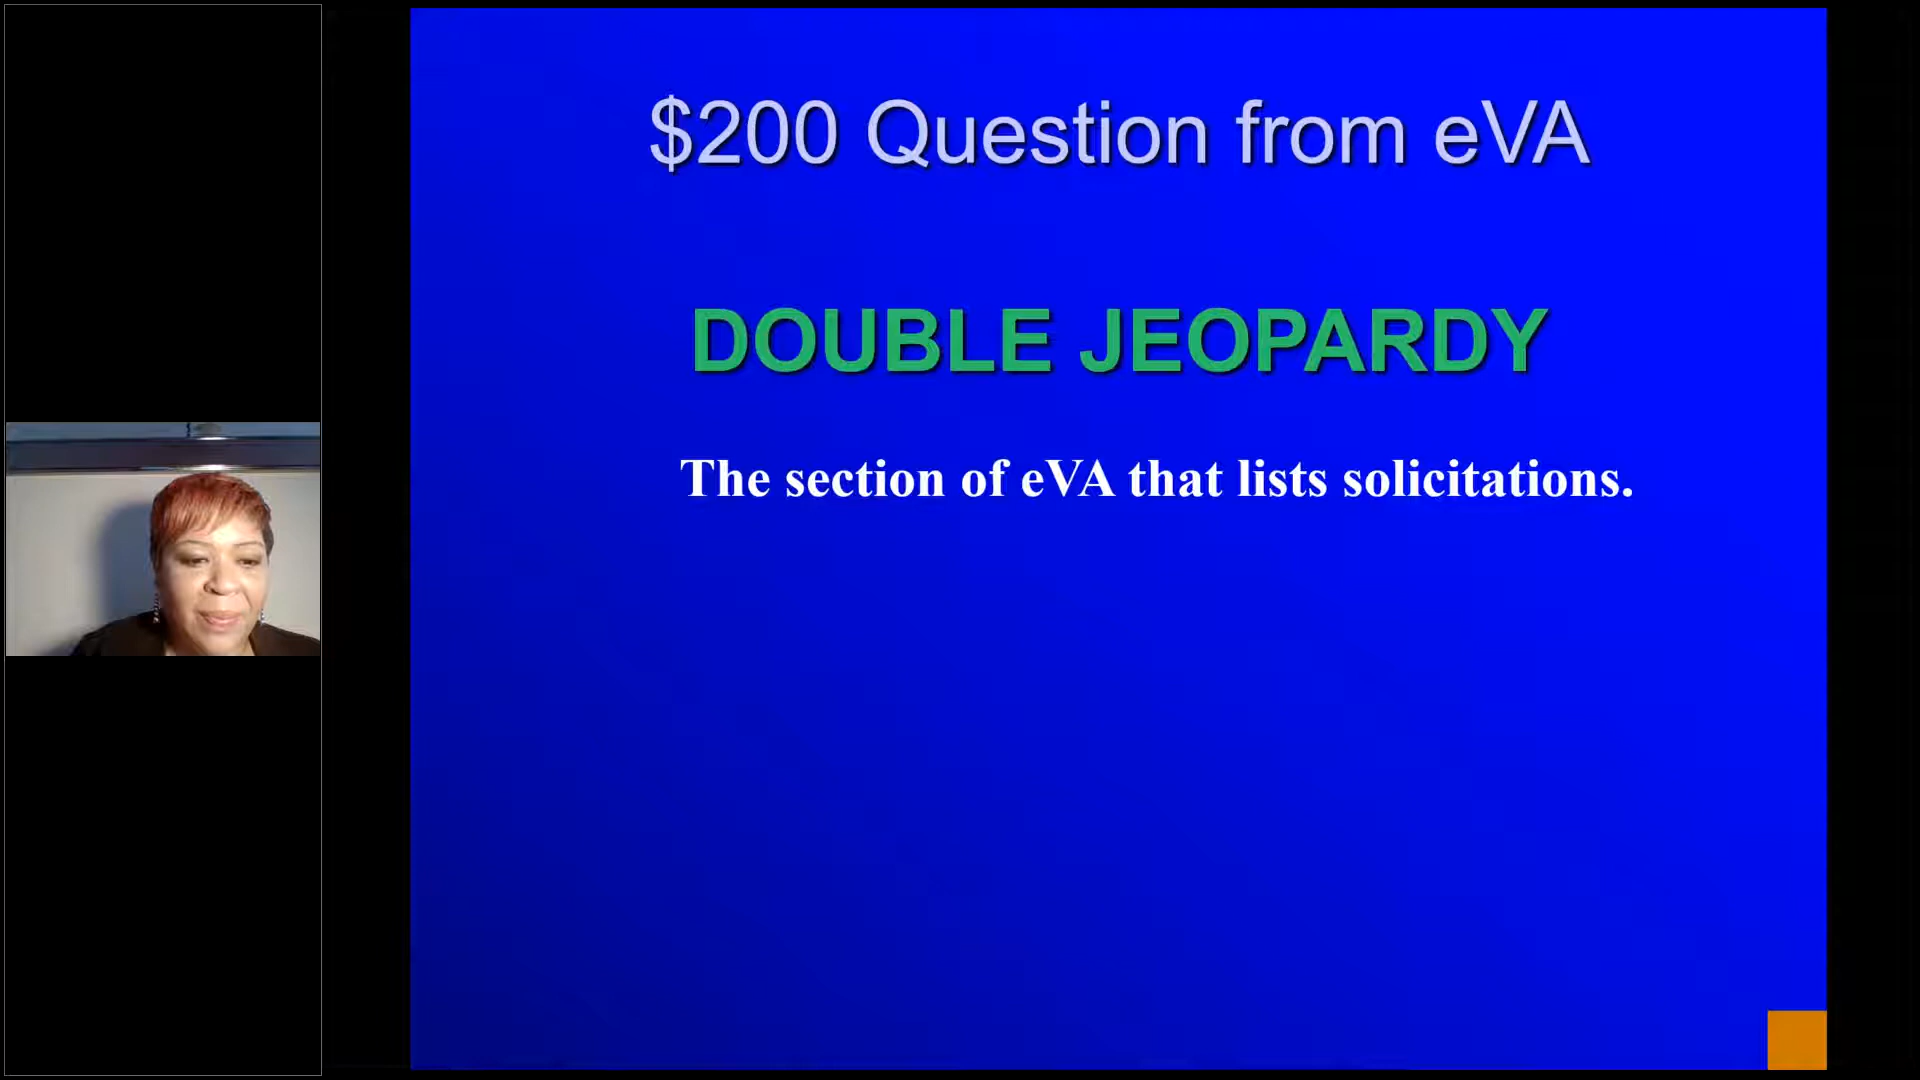 $200 Question from eVA
DOUBLE JEOPARDY
The section of eVA that lists solicitations.